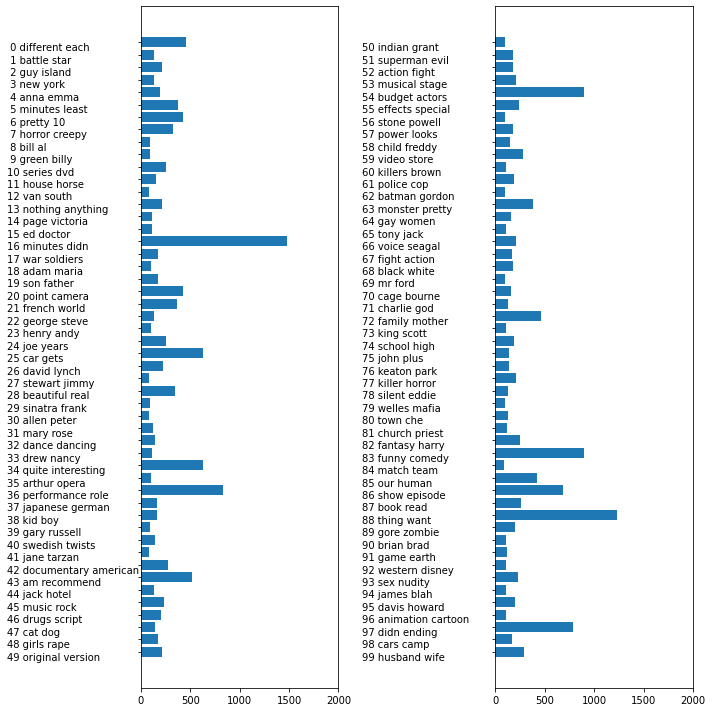 0 different each
1 battle star
2 guy island
3 new york
4 anna emma
5 minutes least
6 pretty 10
7 horror creepy
8 bill al
9 green billy
10 series dvd
11 house horse
12 van south
13 nothing anything
14 page victoria
15 ed doctor
16 minutes didn
17 war soldiers
18 adam maria
19 son father
20 point camera
21 french world
22 george steve
23 henry andy
24 joe years
25 car gets
26 david lynch
27 stewart jimmy
28 beautiful real
29 sinatra frank
30 allen peter
31 mary rose
32 dance dancing
33 drew nancy
34 quite interesting
35 arthur opera
36 performance role
37 japanese german
38 kid boy
39 gary russell
40 swedish twists
41 jane tarzan
42 documentary american
43 am recommend
44 jack hotel
45 music rock
46 drugs script
47 cat dog
48 girls rape
49 original version
0 500 1000 1500 2000
50 indian grant
51 superman evil
52 action fight
53 musical stage
54 budget actors
55 effects special
56 stone powell
57 power looks
58 child freddy
59 video store
60 killers brown
61 police cop
62 batman gordon
63 monster pretty
64 gay women
65 tony jack
66 voice seagal
67 fight action
68 black white
69 mr ford
70 cage bourne
71 charlie god
72 family mother
73 king scott
74 school high
75 john plus
76 keaton park
77 killer horror
78 silent eddie
79 welles mafia
80 town che
81 church priest
82 fantasy harry
83 funny comedy
84 match team
85 our human
86 show episode
87 book read
88 thing want
89 gore zombie
90 brian brad
91 game earth
92 western disney
93 sex nudity
94 james blah
95 davis howard
96 animation cartoon
97 didn ending
98 cars camp
99 husband wife
0 500 1000 1500 2000